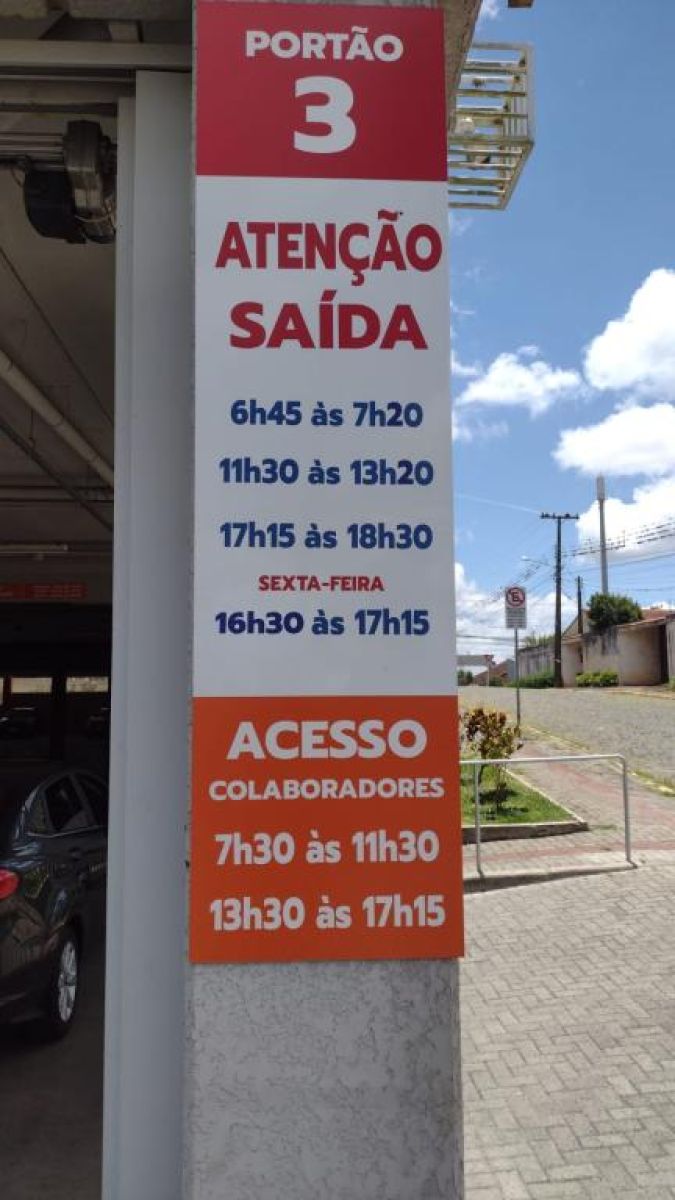 PORTÃO
3
ATENÇÃO
SAÍDA
6h45 às 7h20
11h30 às 13h20
17h15 às 18h30
SEXTA-FEIRA
16h30 às 17h15
ACESSO
COLABORADORES
7h30 às 11h30
13h30 às 17h15